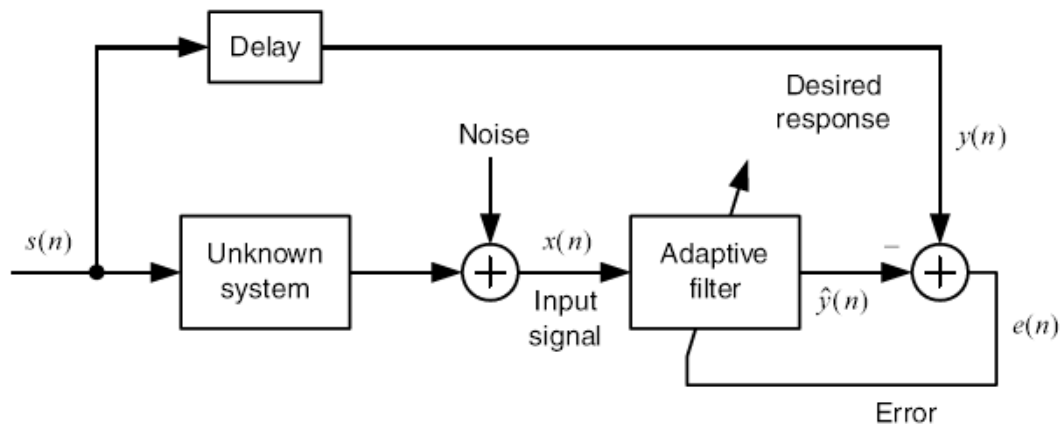 Delay
Desired
response
Noise
y(n)
s(n)
Unknown
system
+
x(n)
Input
signal
Adaptive
filter
ŷ(n)
−
+
e(n)
Error